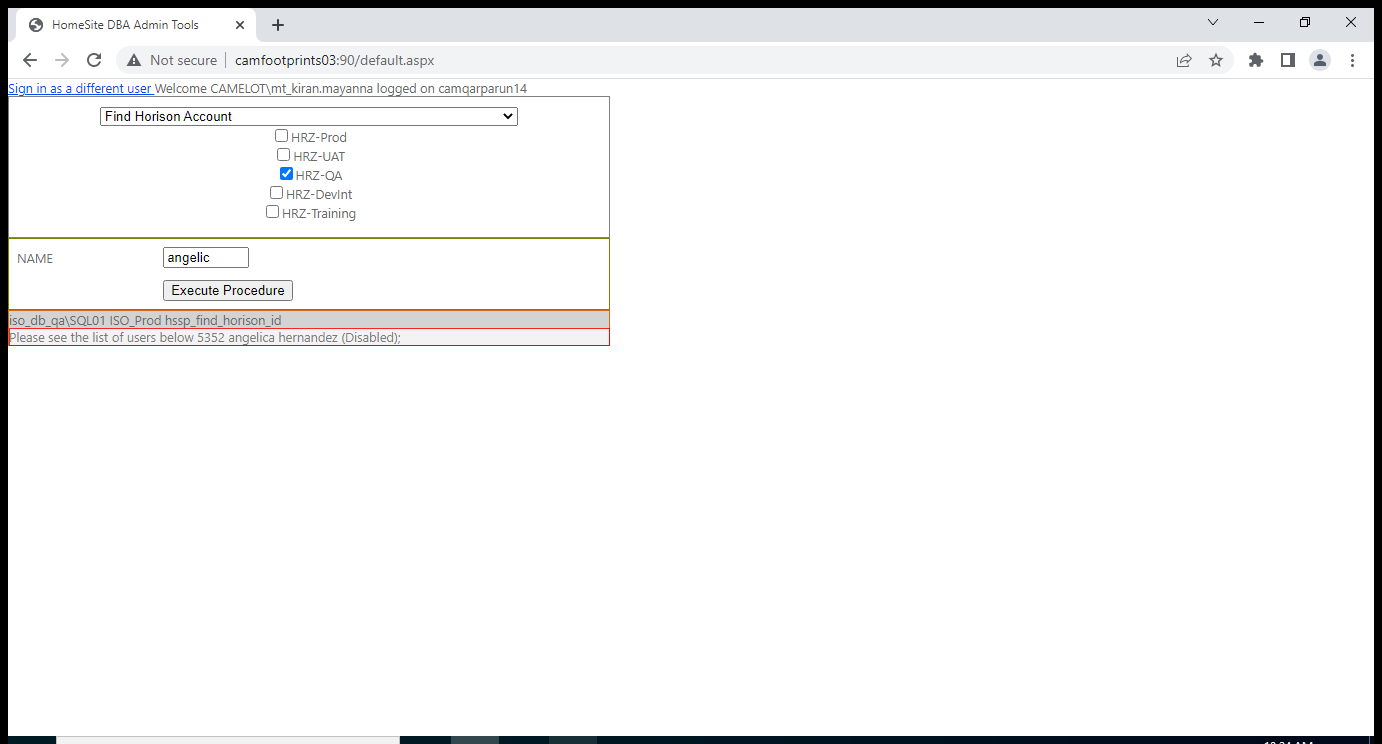 HomeSite DBA Admin Tools
Not secure camfootprints03:90/default.aspx
Sign in as a different user Welcome CAMELOT\mt_kiran.mayanna logged on camqarparun14
Find Horison Account
HRZ-Prod
HRZ-UAT
HRZ-QA
HRZ-DevInt
HRZ-Training
NAME angelic
Execute Procedure
iso_db_qa\SQL01 ISO_Prod hssp_find_horison_id
Please see the list of users below 5352 angelica hernandez (Disabled);